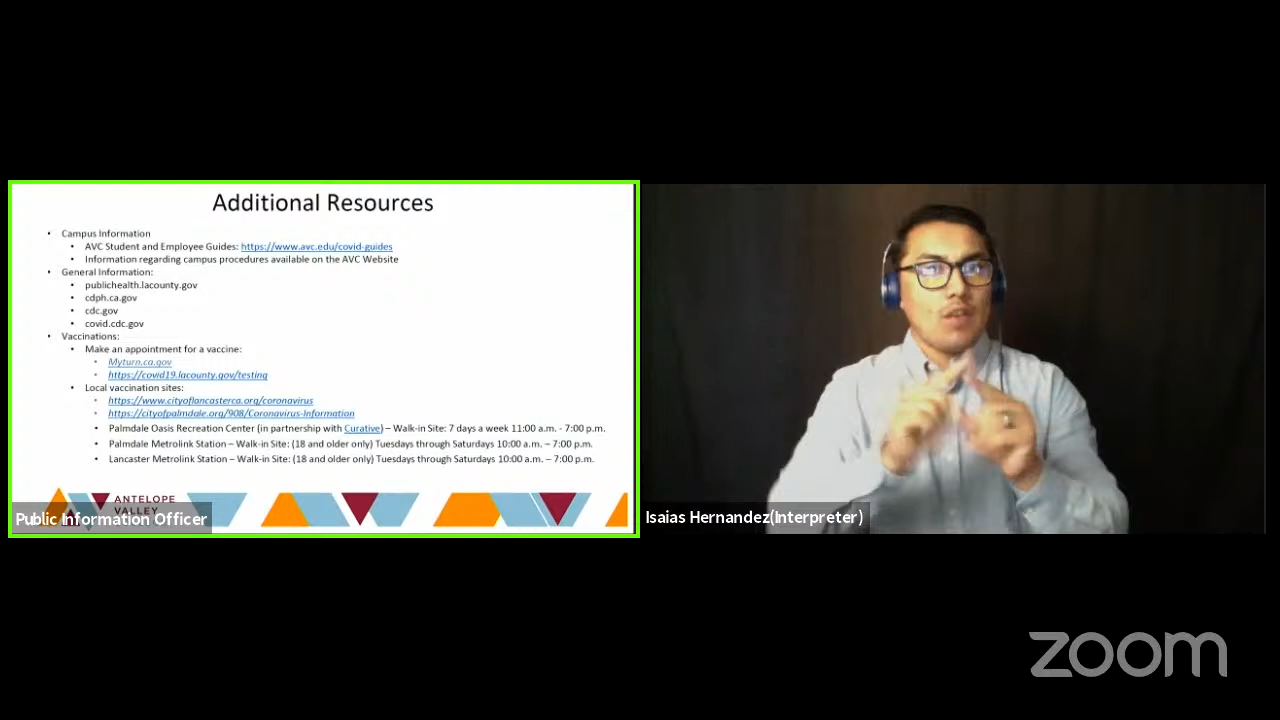 Additional Resources
• Campus Information
• AVC Student and Employee Guides: https://www.avc.edu/covid-guides
• Information regarding campus procedures available on the AVC Website
• General Information:
• publichealth.lacounty.gov
• cdph.ca.gov
• cdc.gov
• covid.cdc.gov
• Vaccinations:
• Make an appointment for a vaccine:
• Myturn.ca.gov
• https://covid19.lacounty.gov/testing
• Local vaccination sites:
• https://www.cityoflancasterca.org/coronavirus
• https://cityofpalmdale.org/908/Coronavirus-Information
• Palmdale Oasis Recreation Center (in partnership with Curative) – Walk-in Site: 7 days a week 11:00 a.m. - 7:00 p.m.
• Palmdale Metrolink Station – Walk-in Site: (18 and older only) Tuesdays through Saturdays 10:00 a.m. – 7:00 p.m.
• Lancaster Metrolink Station – Walk-in Site: (18 and older only) Tuesdays through Saturdays 10:00 a.m. – 7:00 p.m.
ANTELOPE
VALLEY
Public Information Officer
Isaias Hernandez(Interpreter)
zoom